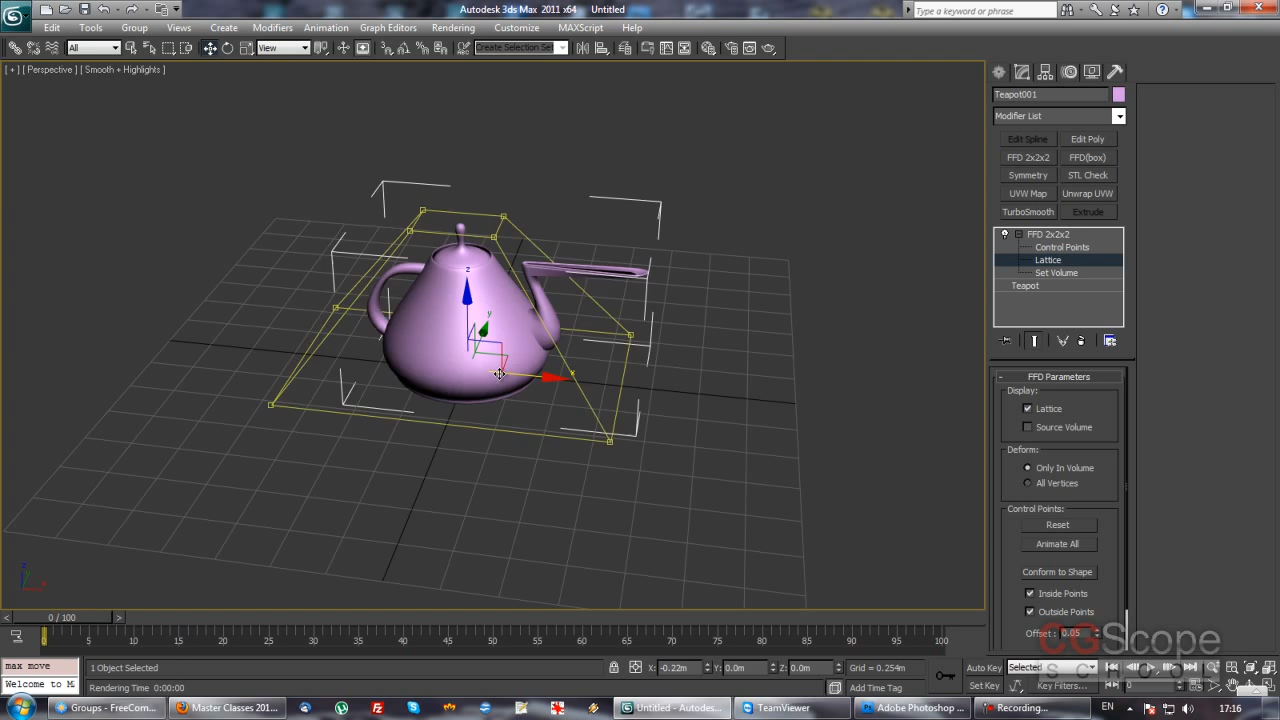 Autodesk 3ds Max 2011 x64 Untitled
Type a keyword or phrase
Edit Tools Group Views Create Modifiers Animation Graph Editors Rendering Customize MAXScript Help
All View Create Selection Set
[ + ] [ Perspective ] [ Smooth + Highlights ]
Teapot001
Modifier List
Edit Spline Edit Poly
FFD 2x2x2 FFD(box)
Symmetry STL Check
UVW Map Unwrap UVW
TurboSmooth Extrude
FFD 2x2x2
Control Points
Lattice
Set Volume
Teapot
z
y
x
FFD Parameters
Display:
Lattice
Source Volume
Deform:
Only In Volume
All Vertices
Control Points:
Reset
Animate All
Conform to Shape
Inside Points
Outside Points
Offset : 0.05
CGScope
SCHOOL
z
0 / 100
0 5 10 15 20 25 30 35 40 45 50 55 60 65 70 75 80 85 90 95 100
max move
Welcome to M
1 Object Selected
X: -0.22m Y: 0.0m Z: 0.0m Grid = 0.254m
Auto Key Selected
Rendering Time: 0:00:00
Add Time Tag
Set Key Key Filters... 0
Groups - FreeCom... Master Classes 201... Untitled - Autodes... TeamViewer Adobe Photoshop ... Recording... EN 17:16